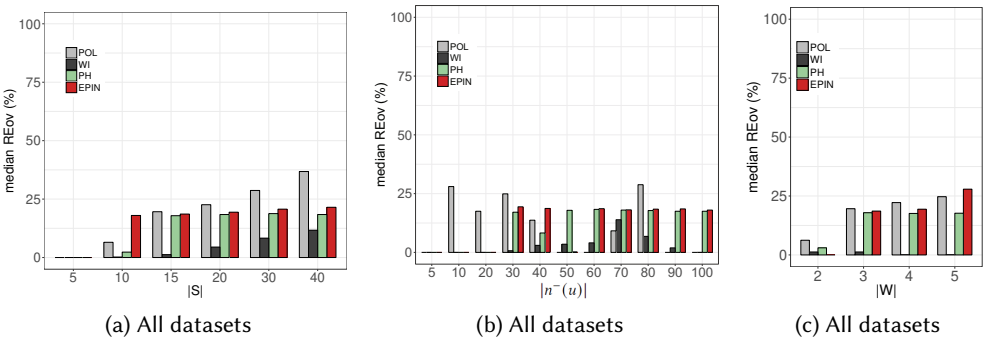 median REov (%)
100
75
50
25
0
POL
WI
PH
EPIN
5 10 15 20 30 40
|S|
(a) All datasets
median REov (%)
100
75
50
25
0
POL
WI
PH
EPIN
5 10 20 30 40 50 60 70 80 90 100
|n⁻(u)|
(b) All datasets
median REov (%)
100
75
50
25
0
POL
WI
PH
EPIN
2 3 4 5
|W|
(c) All datasets